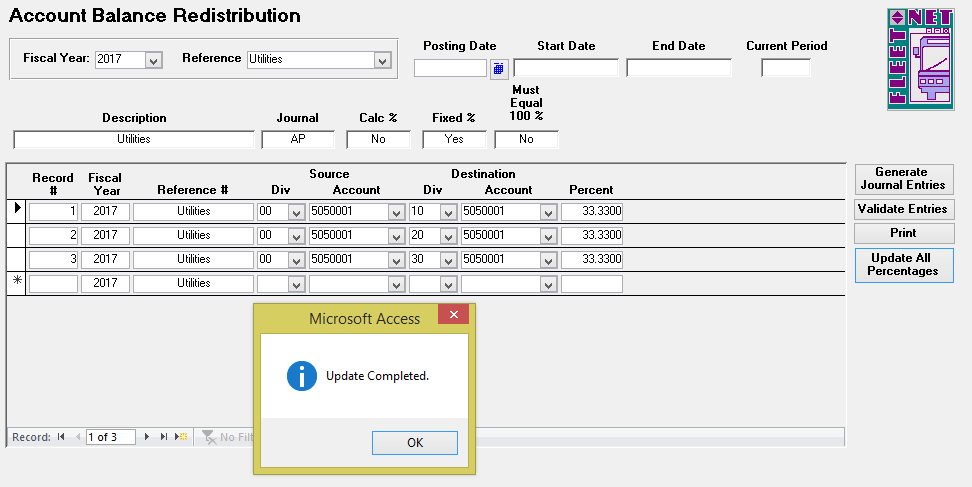 Account Balance Redistribution
Fiscal Year: 2017 Reference Utilities
Posting Date Start Date End Date Current Period
FLEET NET
Description Journal Calc % Fixed % Must Equal 100 %
Utilities AP No Yes No
Source Destination
Record # Fiscal Year Reference # Div Account Div Account Percent
1 2017 Utilities 00 5050001 10 5050001 33.3300
2 2017 Utilities 00 5050001 20 5050001 33.3300
3 2017 Utilities 00 5050001 30 5050001 33.3300
* 2017 Utilities
Generate Journal Entries
Validate Entries
Print
Update All Percentages
Microsoft Access
Update Completed.
OK
Record: 1 of 3 No Filt